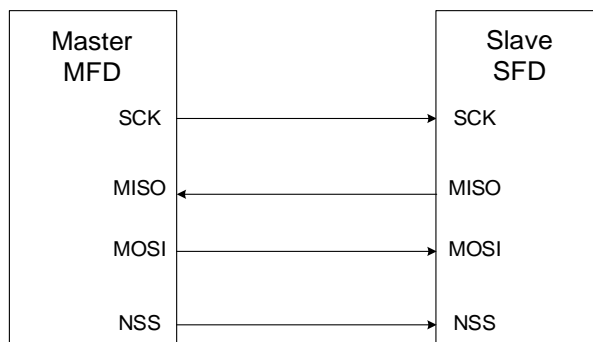 Master
MFD
Slave
SFD
SCK
SCK
MISO
MISO
MOSI
MOSI
NSS
NSS